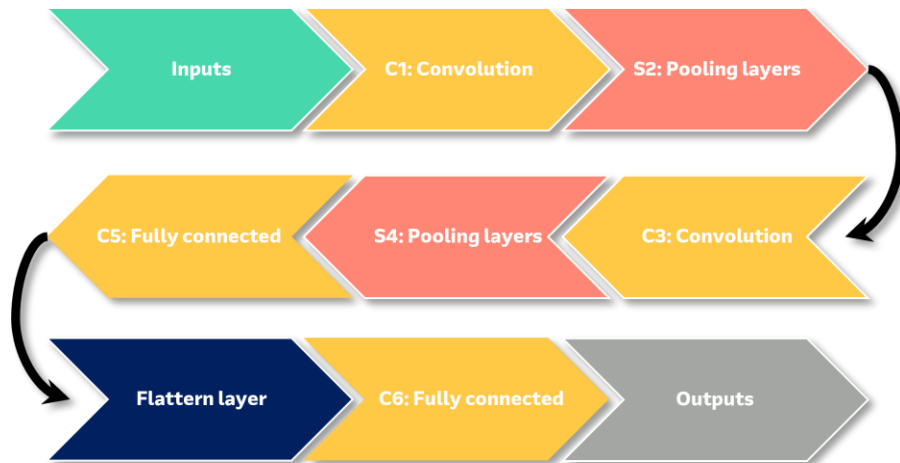 Inputs
C1: Convolution
S2: Pooling layers
C5: Fully connected
S4: Pooling layers
C3: Convolution
Flattern layer
C6: Fully connected
Outputs